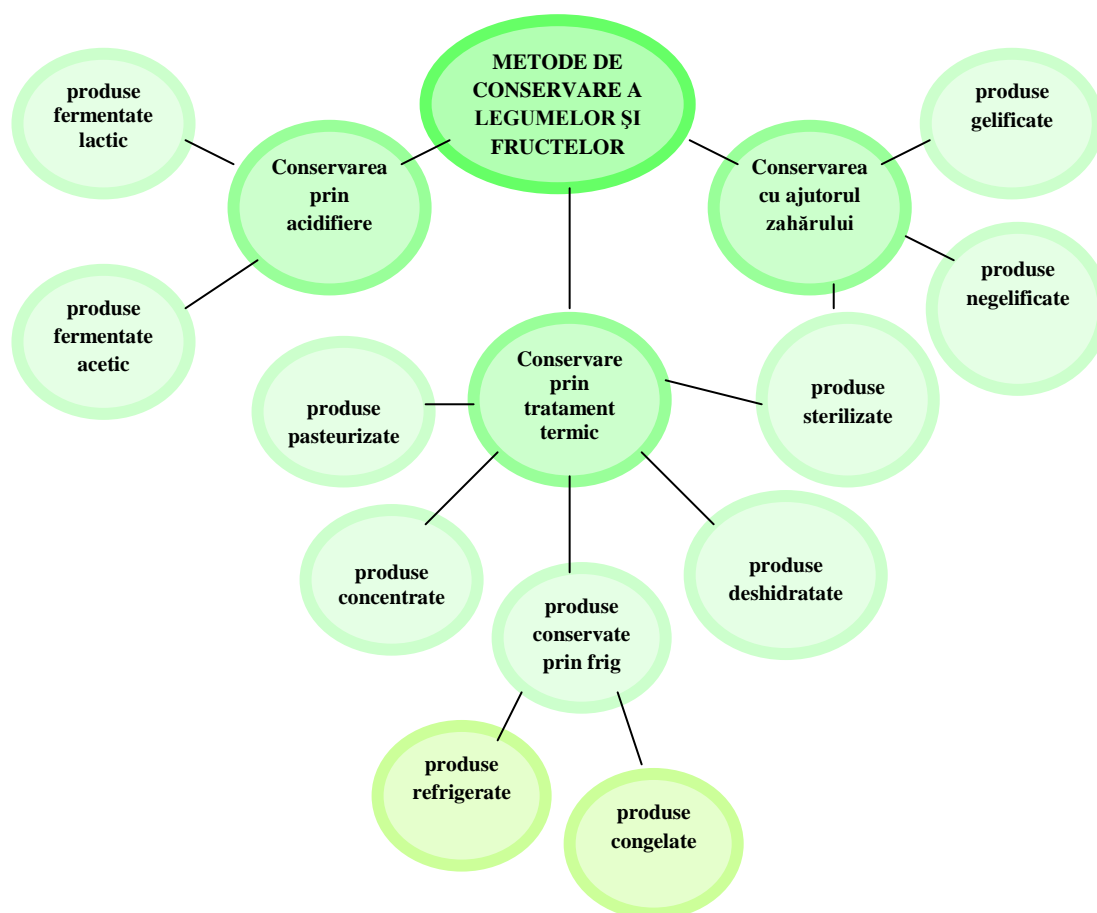 METODE DE
CONSERVARE A
LEGUMELOR ŞI
FRUCTELOR
produse
fermentate
lactic
Conservarea
prin
acidifiere
produse
fermentate
acetic
Conservarea
cu ajutorul
zahărului
produse
gelificate
produse
negelificate
Conservare
prin
tratament
termic
produse
pasteurizate
produse
sterilizate
produse
concentrate
produse
conservate
prin frig
produse
deshidratate
produse
refrigerate
produse
congelate